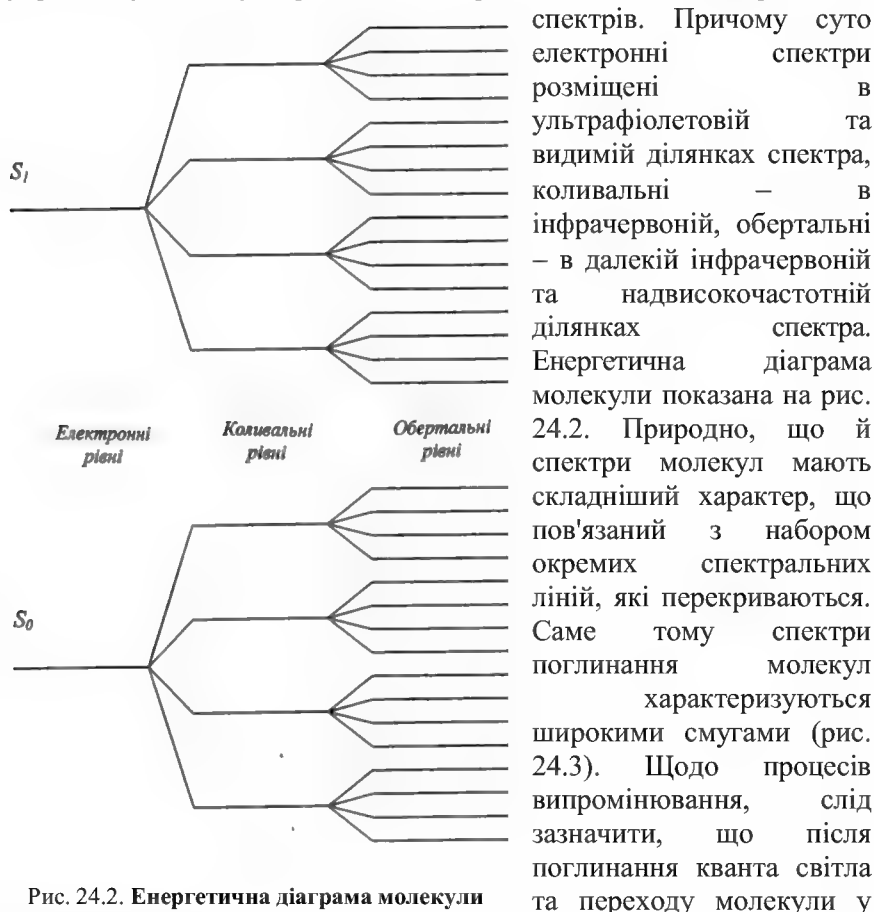 спектрів. Причому суто
електронні спектри
розміщені в
ультрафіолетовій та
видимій ділянках спектра,
коливальні – в
інфрачервоній, обертальні
– в далекій інфрачервоній
та надвисокочастотній
ділянках спектра.
Енергетична діаграма
молекули показана на рис.
24.2. Природно, що й
спектри молекул мають
складніший характер, що
пов'язаний з набором
окремих спектральних
ліній, які перекриваються.
Саме тому спектри
поглинання молекул
характеризуються
широкими смугами (рис.
24.3). Щодо процесів
випромінювання, слід
зазначити, що після
поглинання кванта світла
та переходу молекули у
S₁
Електронні рівні
Коливальні рівні
Обертальні рівні
S₀
Рис. 24.2. Енергетична діаграма молекули